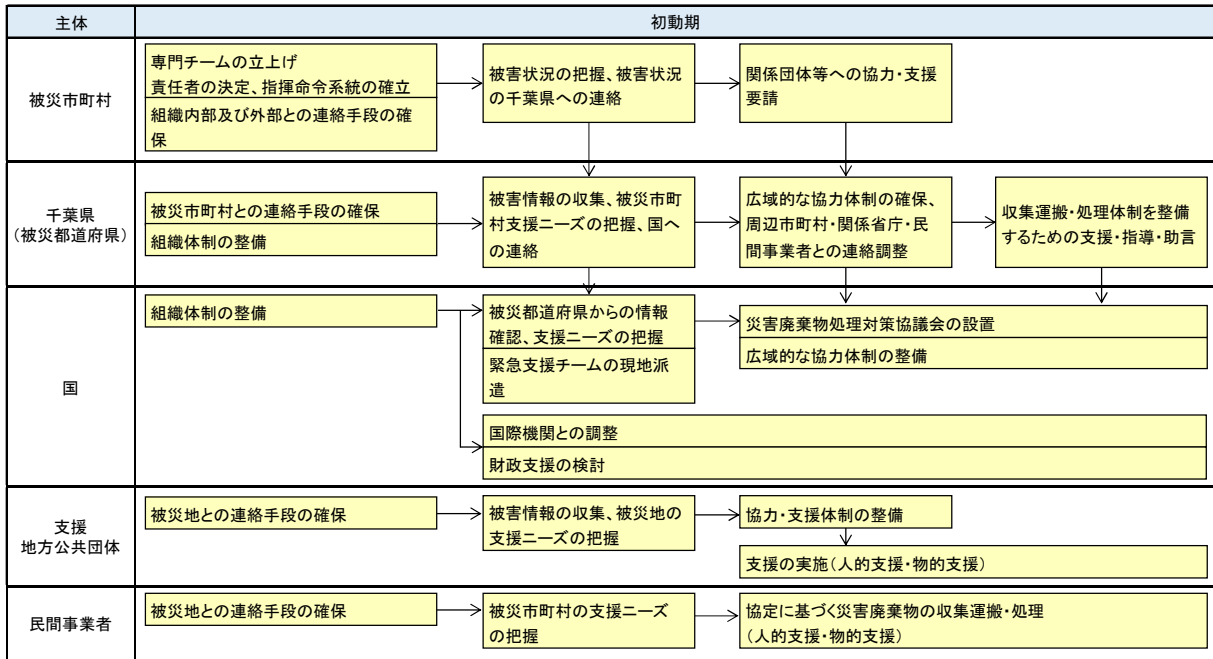 主体
初動期
被災市町村
専門チームの立上げ
責任者の決定、指揮命令系統の確立
組織内部及び外部との連絡手段の確
保
被害状況の把握、被害状況
の千葉県への連絡
関係団体等への協力・支援
要請
千葉県
(被災都道府県)
被災市町村との連絡手段の確保
組織体制の整備
被害情報の収集、被災市町
村支援ニーズの把握、国へ
の連絡
広域的な協力体制の確保、
周辺市町村・関係省庁・民
間事業者との連絡調整
収集運搬・処理体制を整備
するための支援・指導・助言
国
組織体制の整備
被災都道府県からの情報
確認、支援ニーズの把握
緊急支援チームの現地派
遣
災害廃棄物処理対策協議会の設置
広域的な協力体制の整備
国際機関との調整
財政支援の検討
支援
地方公共団体
被災地との連絡手段の確保
被害情報の収集、被災地の
支援ニーズの把握
協力・支援体制の整備
支援の実施(人的支援・物的支援)
民間事業者
被災地との連絡手段の確保
被災市町村の支援ニーズ
の把握
協定に基づく災害廃棄物の収集運搬・処理
(人的支援・物的支援)